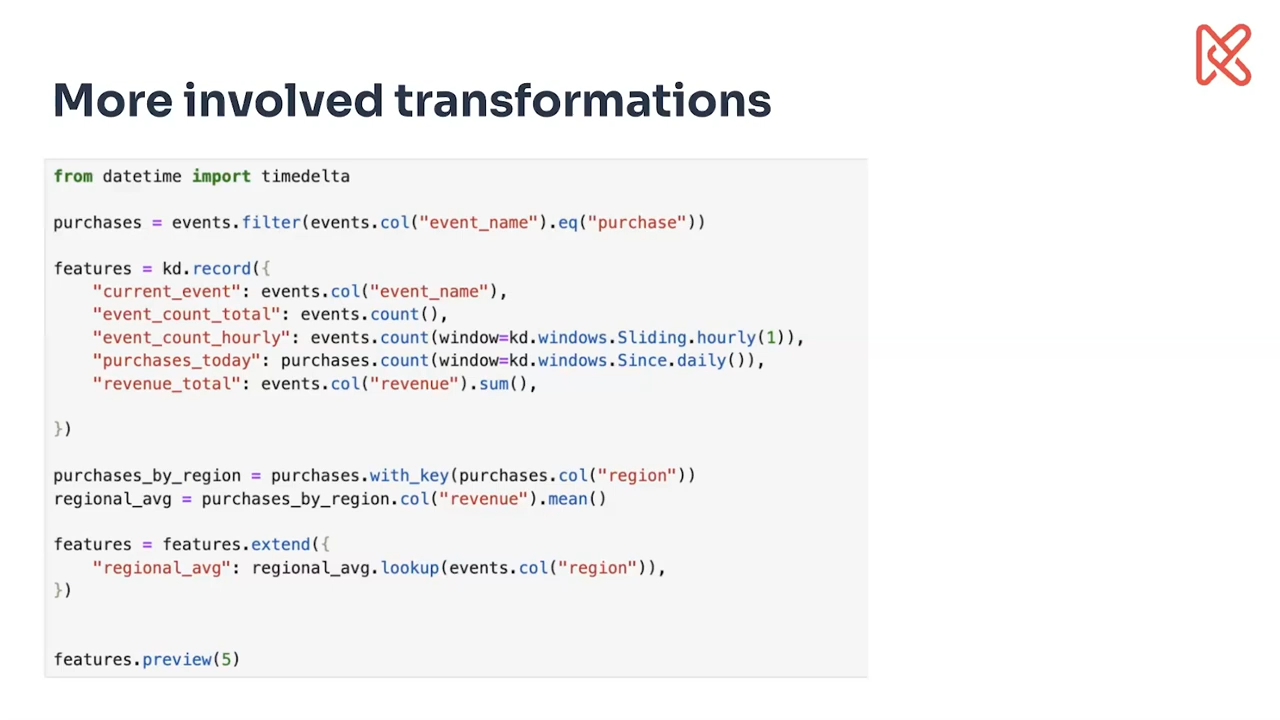 More involved transformations
from datetime import timedelta
purchases = events.filter(events.col("event_name").eq("purchase"))
features = kd.record({
    "current_event": events.col("event_name"),
    "event_count_total": events.count(),
    "event_count_hourly": events.count(window=kd.windows.Sliding.hourly(1)),
    "purchases_today": purchases.count(window=kd.windows.Since.daily()),
    "revenue_total": events.col("revenue").sum(),
})
purchases_by_region = purchases.with_key(purchases.col("region"))
regional_avg = purchases_by_region.col("revenue").mean()
features = features.extend({
    "regional_avg": regional_avg.lookup(events.col("region")),
})
features.preview(5)